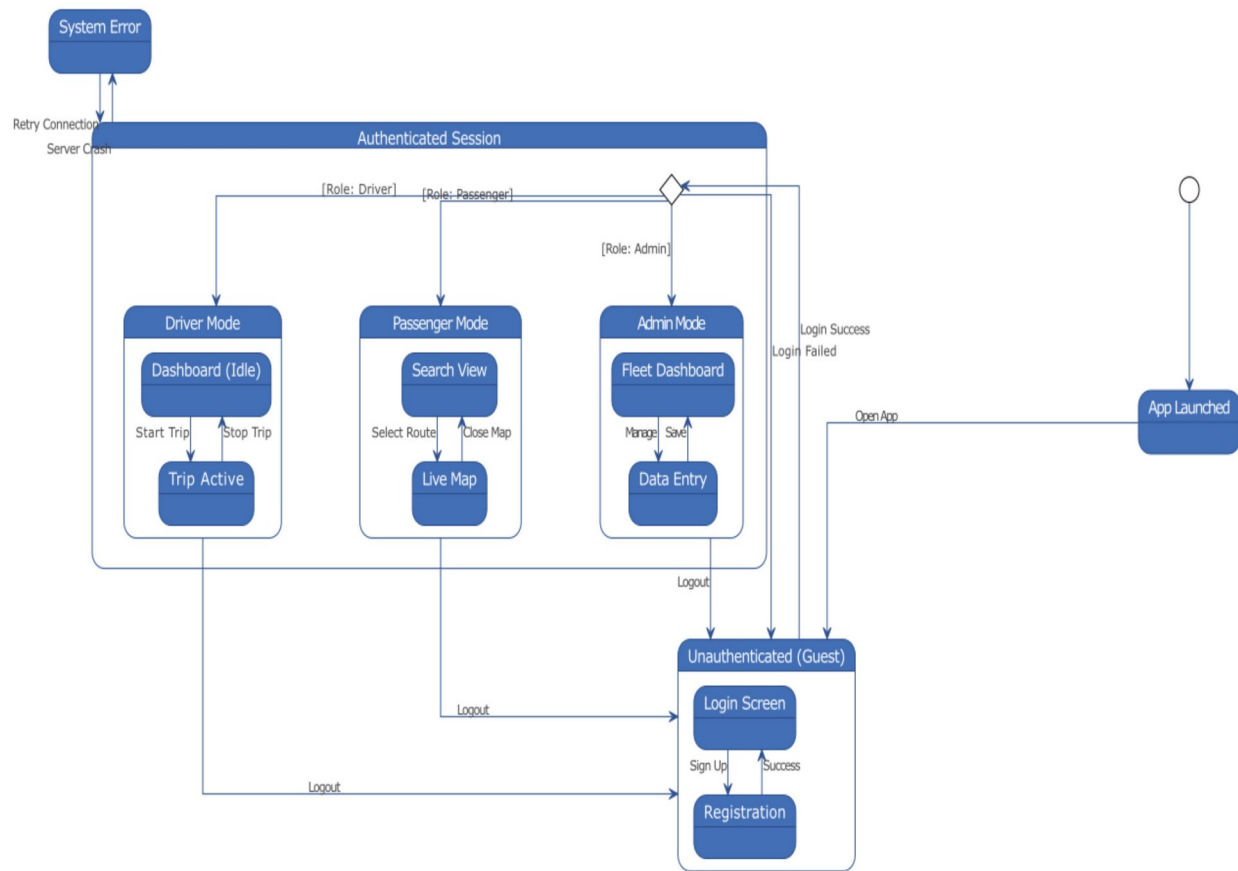 System Error
Retry Connection
Server Crash
Authenticated Session
[Role: Driver]
[Role: Passenger]
[Role: Admin]
Driver Mode
Dashboard (Idle)
Start Trip
Stop Trip
Trip Active
Passenger Mode
Search View
Select Route
Close Map
Live Map
Admin Mode
Fleet Dashboard
Manage
Save
Data Entry
Login Success
Login Failed
App Launched
Open App
Logout
Logout
Logout
Unauthenticated (Guest)
Login Screen
Sign Up
Success
Registration